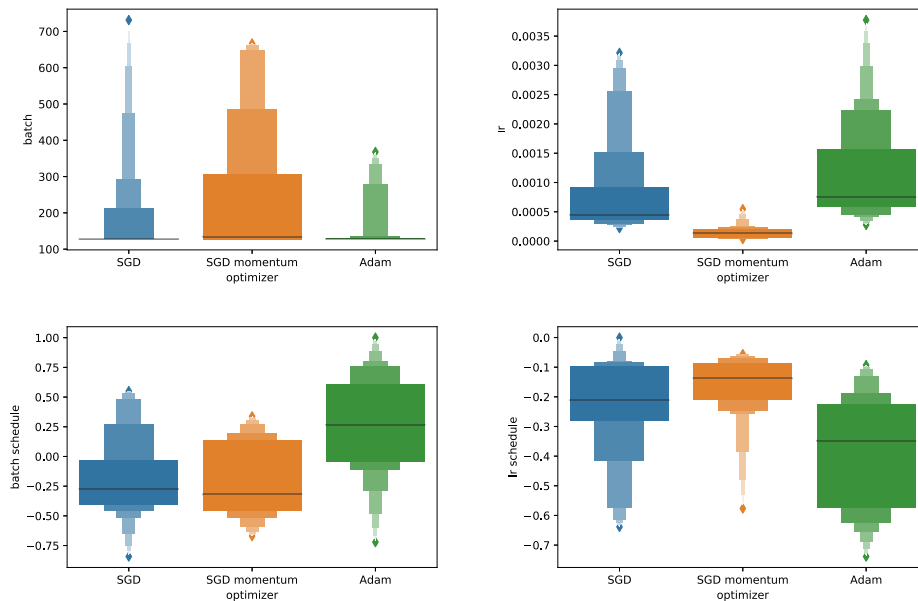 700
600
500
400
300
200
100
batch
SGD
SGD momentum
Adam
optimizer
0.0035
0.0030
0.0025
0.0020
0.0015
0.0010
0.0005
0.0000
lr
SGD
SGD momentum
Adam
optimizer
1.00
0.75
0.50
0.25
0.00
−0.25
−0.50
−0.75
batch schedule
SGD
SGD momentum
Adam
optimizer
0.0
−0.1
−0.2
−0.3
−0.4
−0.5
−0.6
−0.7
lr schedule
SGD
SGD momentum
Adam
optimizer